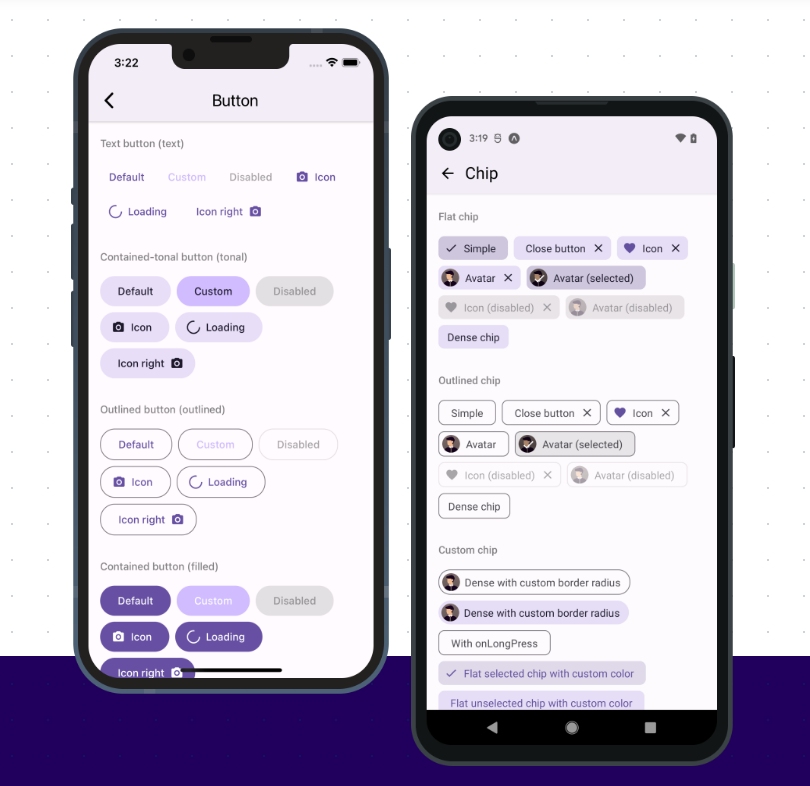 3:22
Button
Text button (text)
Default Custom Disabled Icon
Loading Icon right
Contained-tonal button (tonal)
Default Custom Disabled
Icon Loading
Icon right
Outlined button (outlined)
Default Custom Disabled
Icon Loading
Icon right
Contained button (filled)
Default Custom Disabled
Icon Loading
Icon right
3:19
Chip
Flat chip
Simple Close button Icon
Avatar Avatar (selected)
Icon (disabled) Avatar (disabled)
Dense chip
Outlined chip
Simple Close button Icon
Avatar Avatar (selected)
Icon (disabled) Avatar (disabled)
Dense chip
Custom chip
Dense with custom border radius
Dense with custom border radius
With onLongPress
Flat selected chip with custom color
Flat unselected chip with custom color